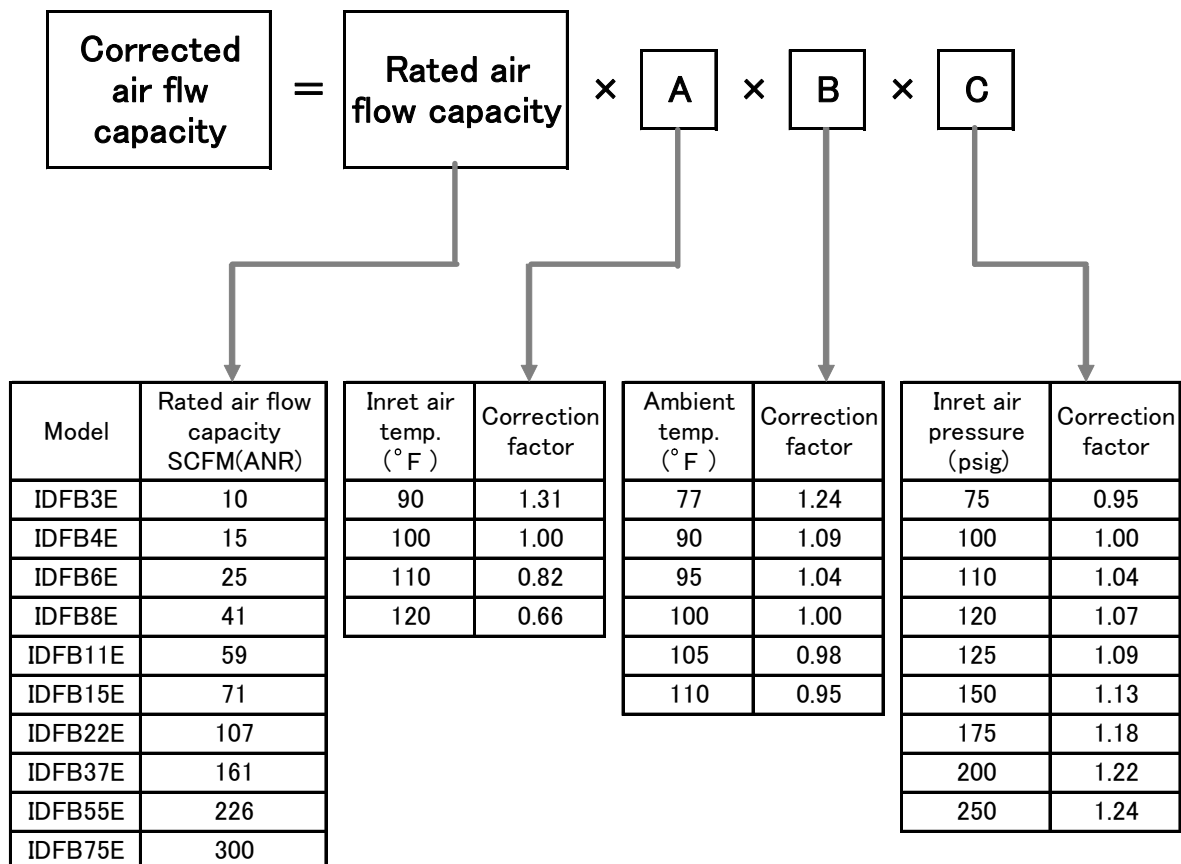 Corrected
air flw
capacity
=
Rated air
flow capacity
×
A
×
B
×
C
Model
Rated air flow
capacity
SCFM(ANR)
IDFB3E 10
IDFB4E 15
IDFB6E 25
IDFB8E 41
IDFB11E 59
IDFB15E 71
IDFB22E 107
IDFB37E 161
IDFB55E 226
IDFB75E 300
Inret air
temp.
(°F )
Correction
factor
90 1.31
100 1.00
110 0.82
120 0.66
Ambient
temp.
(°F )
Correction
factor
77 1.24
90 1.09
95 1.04
100 1.00
105 0.98
110 0.95
Inret air
pressure
(psig)
Correction
factor
75 0.95
100 1.00
110 1.04
120 1.07
125 1.09
150 1.13
175 1.18
200 1.22
250 1.24